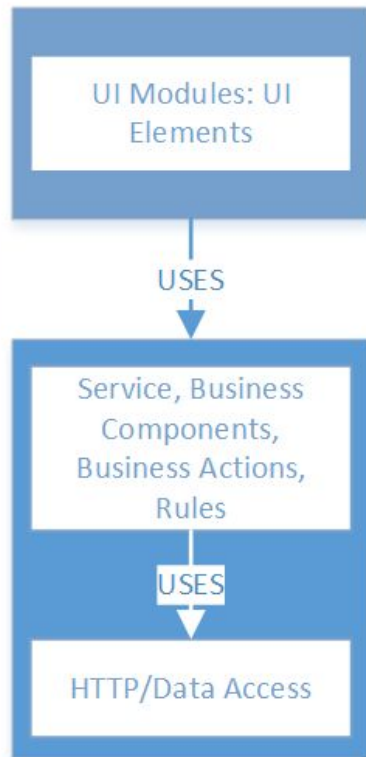 UI Modules: UI
Elements
USES
Service, Business
Components,
Business Actions,
Rules
USES
HTTP/Data Access